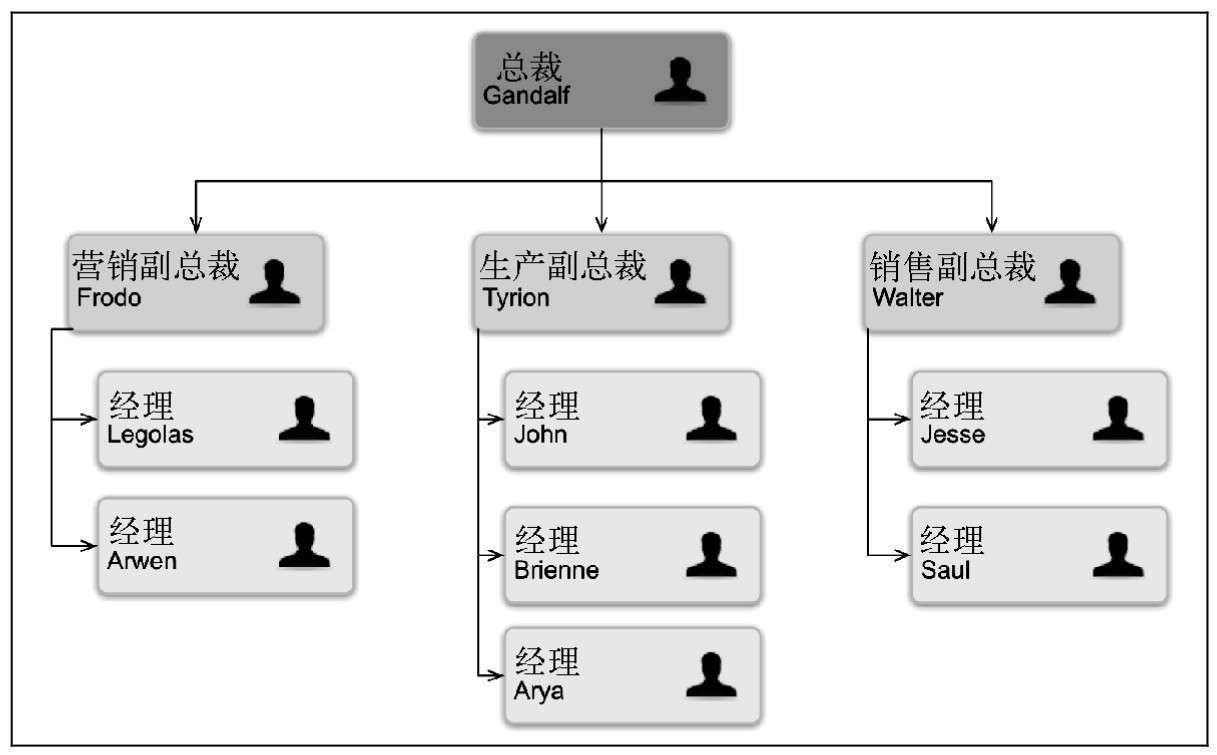 总裁
Gandalf
营销副总裁
Frodo
生产副总裁
Tyrion
销售副总裁
Walter
经理
Legolas
经理
John
经理
Jesse
经理
Arwen
经理
Brienne
经理
Saul
经理
Arya